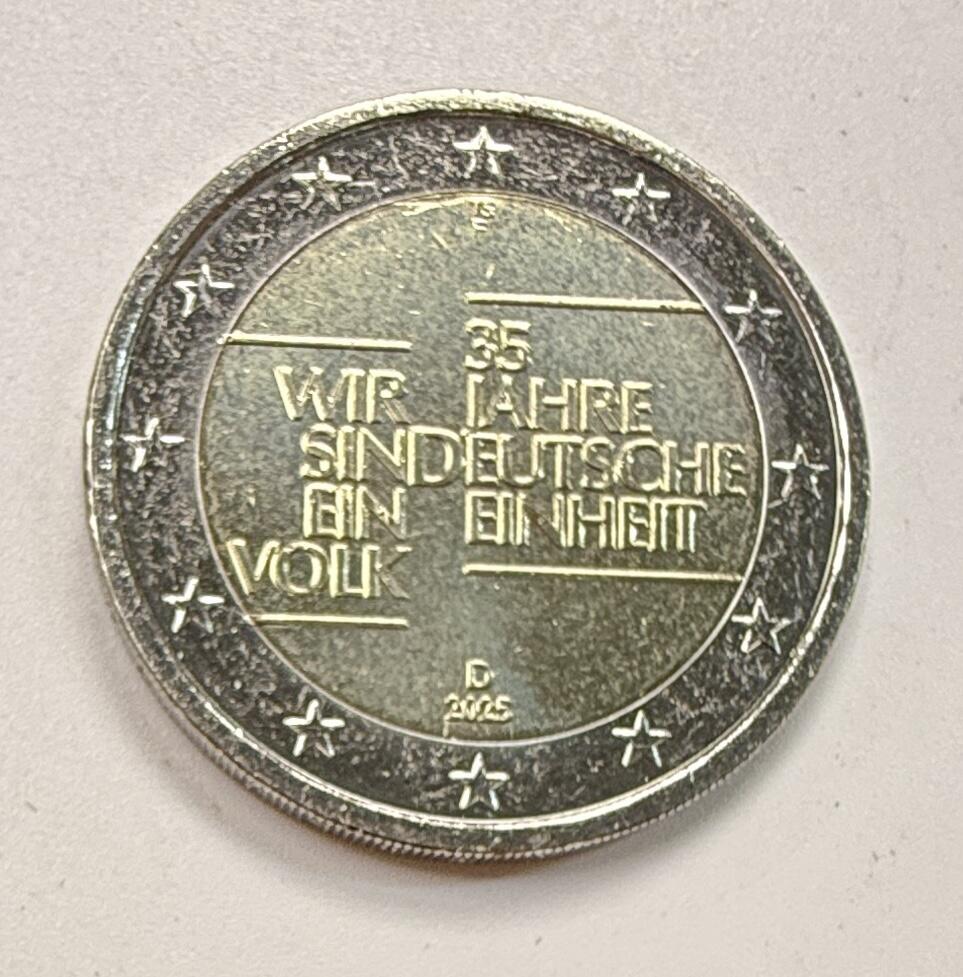 35
WIR JAHRE
SINDEUTSCHE
EIN EINHEIT
VOLK
D
2025